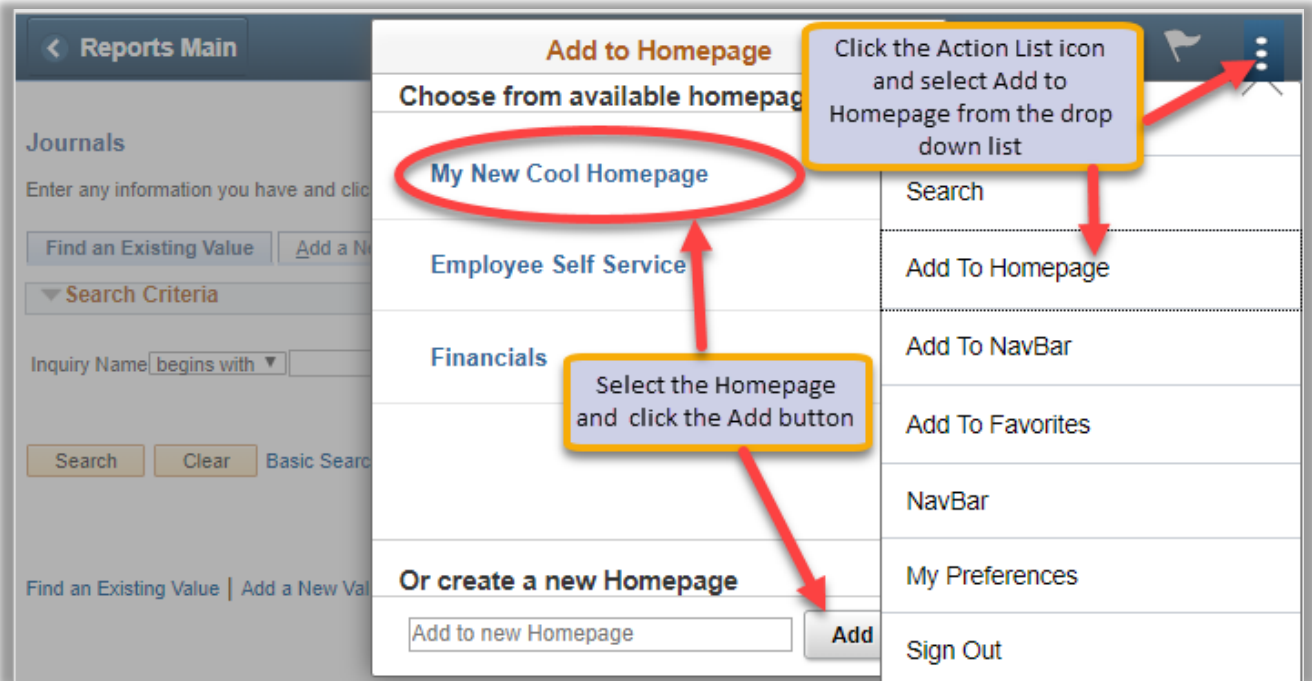 Reports Main
Add to Homepage
Click the Action List icon
and select Add to
Homepage from the drop
down list
Choose from available homepag
Journals
Enter any information you have and clic
My New Cool Homepage
Search
Find an Existing Value
Add a Ne
Employee Self Service
Add To Homepage
Search Criteria
Inquiry Name begins with
Financials
Add To NavBar
Select the Homepage
and click the Add button
Add To Favorites
Search
Clear
Basic Searc
NavBar
Find an Existing Value | Add a New Val
Or create a new Homepage
My Preferences
Add to new Homepage
Add
Sign Out